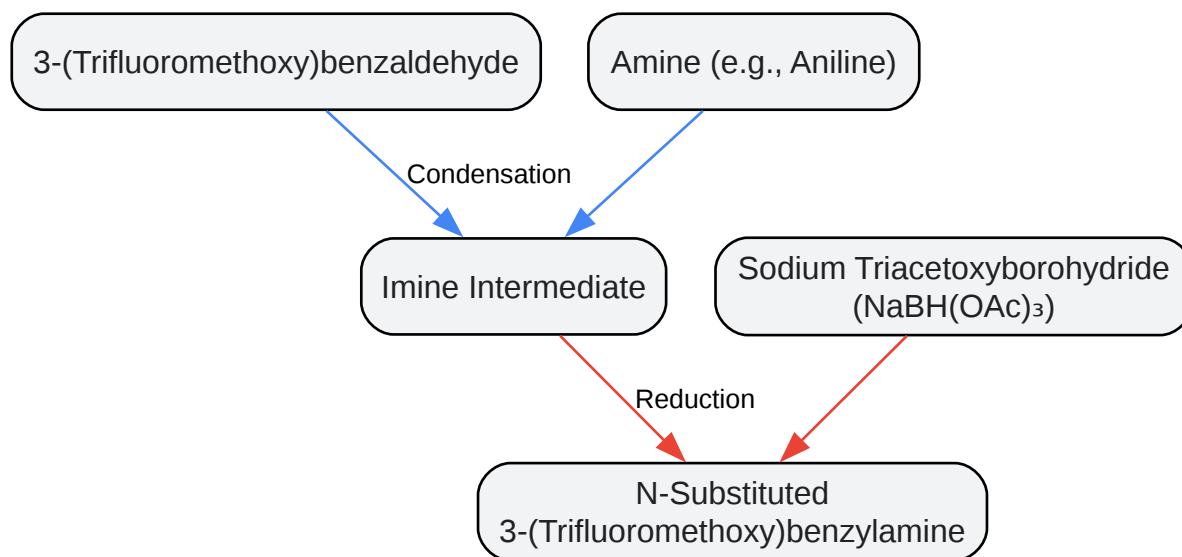 3-(Trifluoromethoxy)benzaldehyde
Amine (e.g., Aniline)
Condensation
Imine Intermediate
Sodium Triacetoxyborohydride
(NaBH(OAc)₃)
Reduction
N-Substituted
3-(Trifluoromethoxy)benzylamine